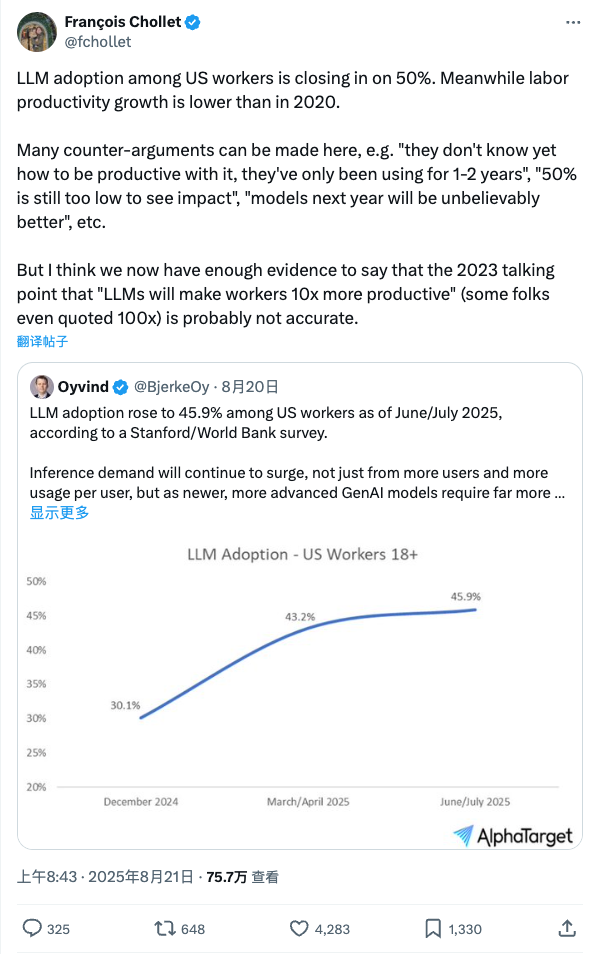 François Chollet
@fchollet
LLM adoption among US workers is closing in on 50%. Meanwhile labor
productivity growth is lower than in 2020.
Many counter-arguments can be made here, e.g. "they don't know yet
how to be productive with it, they've only been using for 1-2 years", "50%
is still too low to see impact", "models next year will be unbelievably
better", etc.
But I think we now have enough evidence to say that the 2023 talking
point that "LLMs will make workers 10x more productive" (some folks
even quoted 100x) is probably not accurate.
翻译帖子
Oyvind @BjerkeOy · 8月20日
LLM adoption rose to 45.9% among US workers as of June/July 2025,
according to a Stanford/World Bank survey.
Inference demand will continue to surge, not just from more users and more
usage per user, but as newer, more advanced GenAI models require far more ...
显示更多
LLM Adoption - US Workers 18+
50%
45%
40%
35%
30%
25%
20%
30.1%
43.2%
45.9%
December 2024
March/April 2025
June/July 2025
AlphaTarget
上午8:43 · 2025年8月21日 · 75.7万 查看
325
648
4,283
1,330